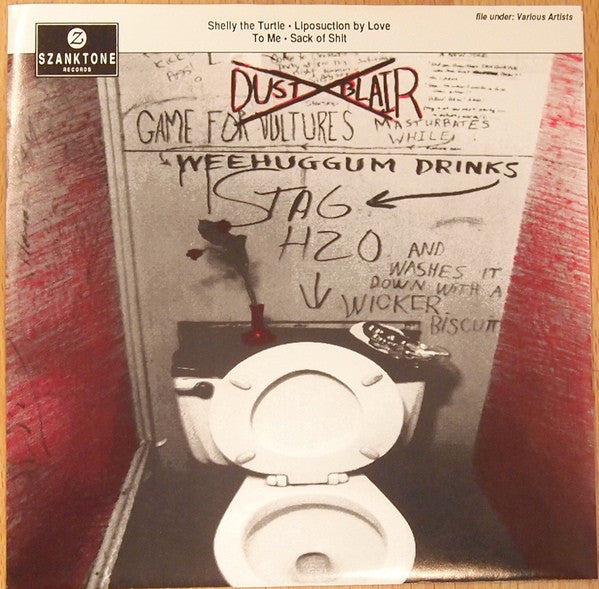 Shelly the Turtle • Liposuction by Love
To Me • Sack of Sh!t
file under: Various Artists
Z
SZANKTONE
RECORDS
DUST BLAIR
GAME FOR VULTURES
MASTURBATES
WHILE
WEEHUGGUM DRINKS
STAG
H2O
AND
WASHES IT
DOWN WITH A
WICKER
BISCUIT